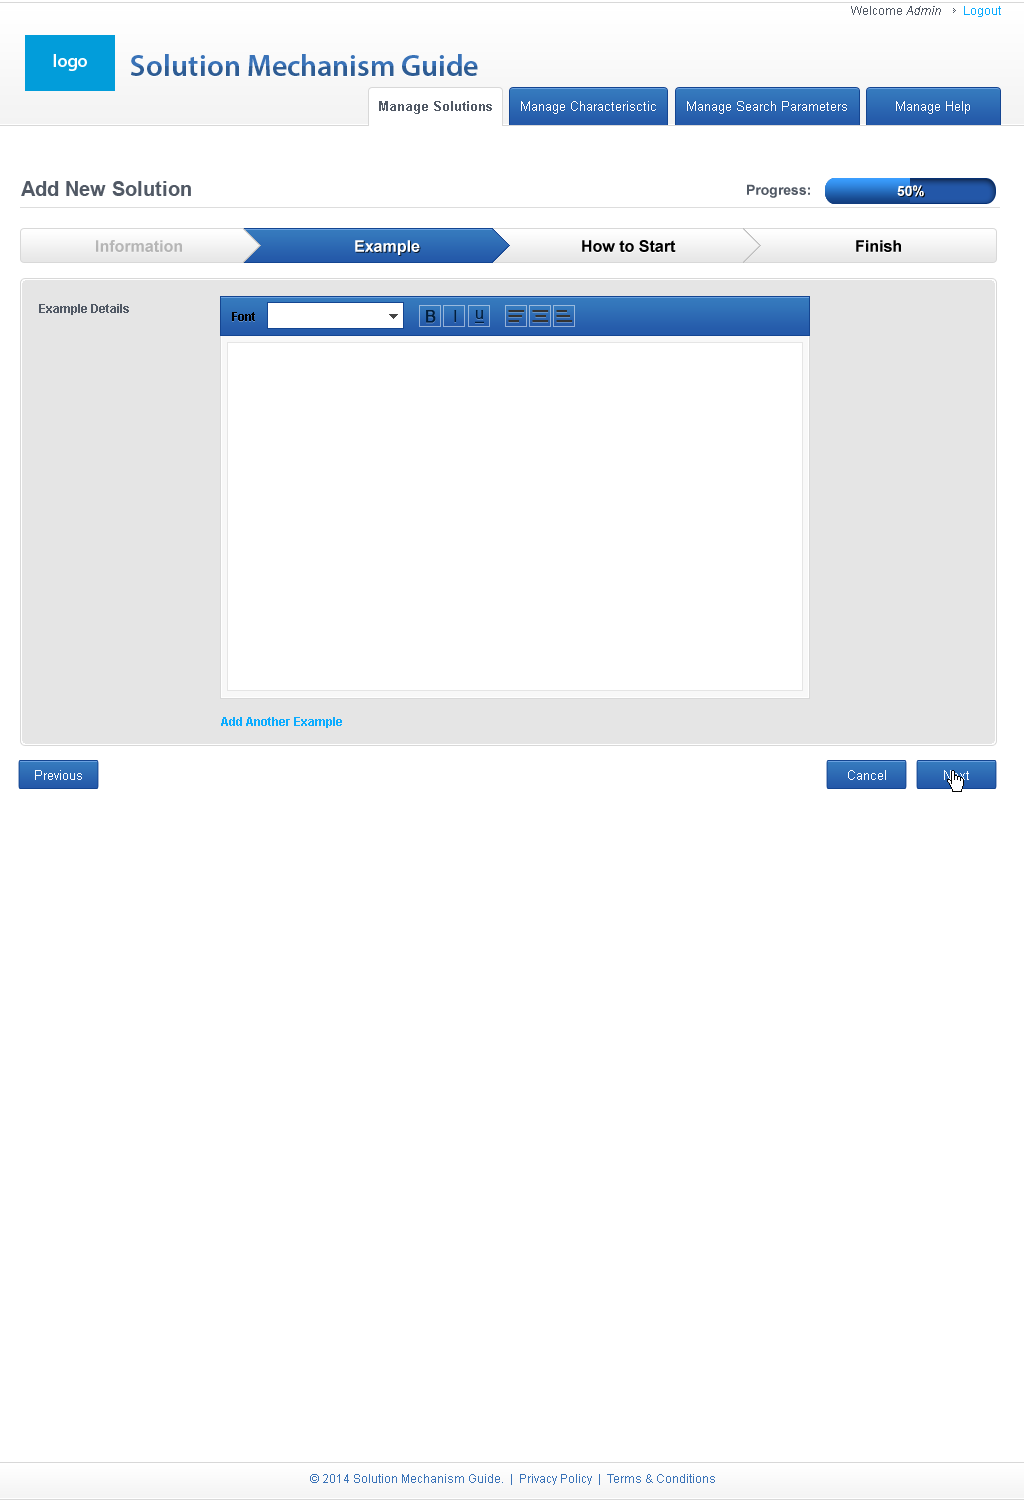 Welcome Admin › Logout
logo
Solution Mechanism Guide
Manage Solutions
Manage Characterisctic
Manage Search Parameters
Manage Help
Add New Solution
Progress:
50%
Information
Example
How to Start
Finish
Example Details
Font
B I u
Add Another Example
Previous
Cancel
Next
© 2014 Solution Mechanism Guide. | Privacy Policy | Terms & Conditions